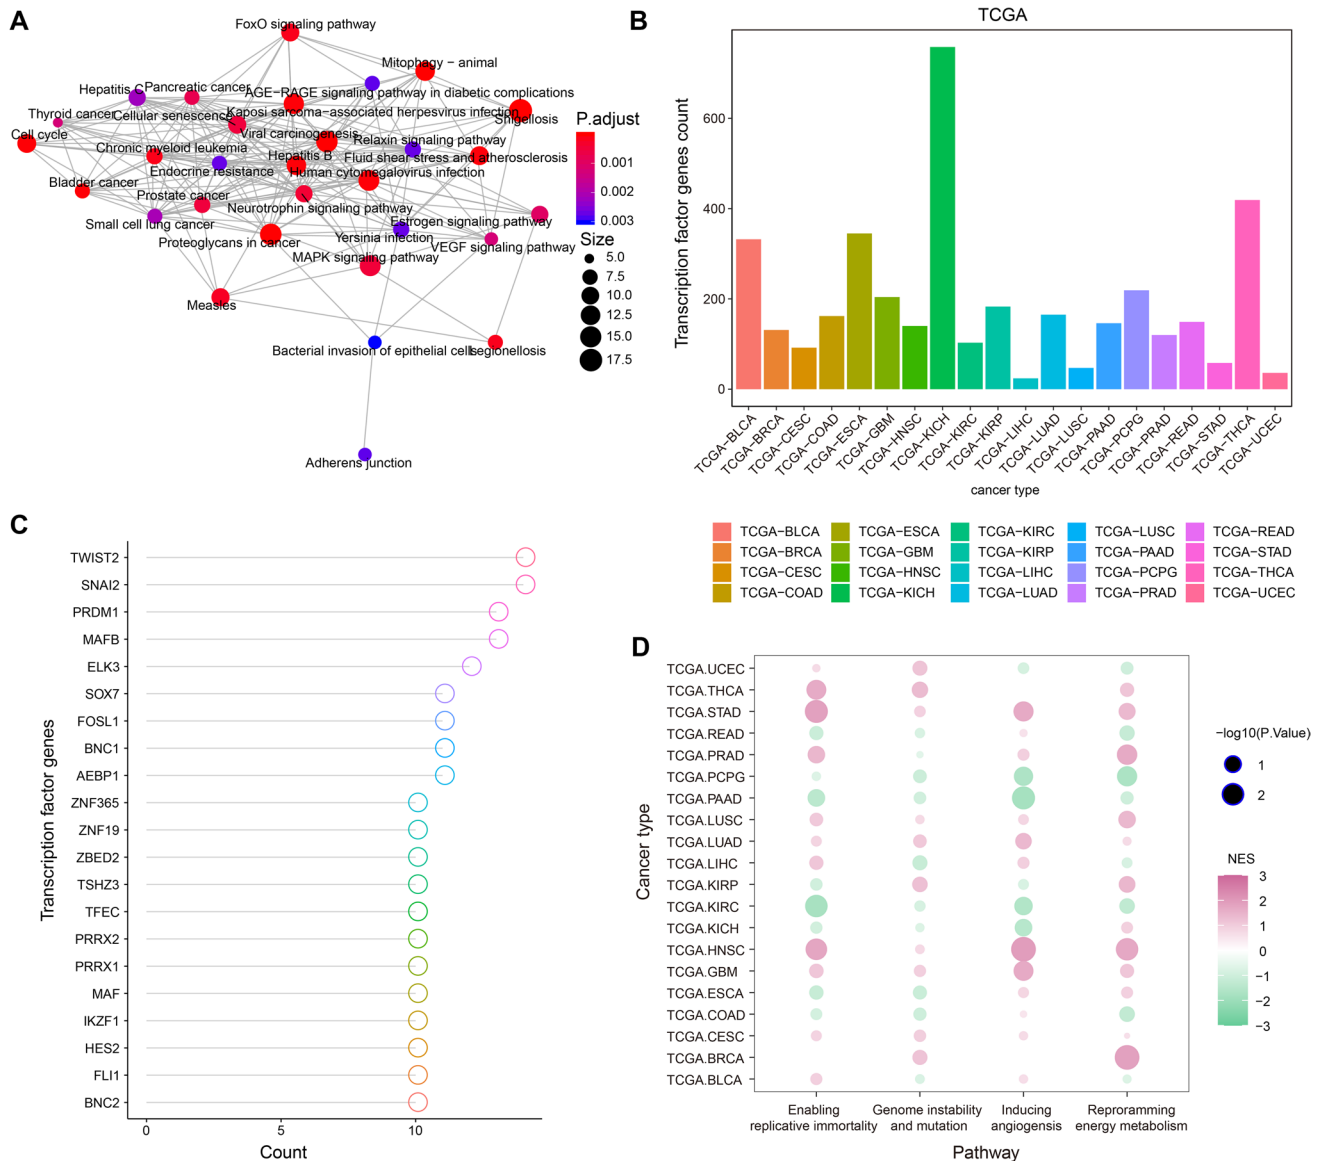 A
FoxO signaling pathway
Mitophagy − animal
Hepatitis C
Pancreatic cancer
AGE−RAGE signaling pathway in diabetic complications
Thyroid cancer
Cellular senescence
Kaposi sarcoma−associated herpesvirus infection
Shigellosis
Cell cycle
Viral carcinogenesis
Relaxin signaling pathway
Chronic myeloid leukemia
Hepatitis B
Fluid shear stress and atherosclerosis
Endocrine resistance
Human cytomegalovirus infection
Bladder cancer
Prostate cancer
Neurotrophin signaling pathway
Small cell lung cancer
Estrogen signaling pathway
Proteoglycans in cancer
Yersinia infection
VEGF signaling pathway
MAPK signaling pathway
Measles
Bacterial invasion of epithelial cells
Legionellosis
Adherens junction
P.adjust
0.001
0.002
0.003
Size
5.0
7.5
10.0
12.5
15.0
17.5
B
TCGA
Transcription factor genes count
600
400
200
0
TCGA−BLCA
TCGA−BRCA
TCGA−CESC
TCGA−COAD
TCGA−ESCA
TCGA−GBM
TCGA−HNSC
TCGA−KICH
TCGA−KIRC
TCGA−KIRP
TCGA−LIHC
TCGA−LUAD
TCGA−LUSC
TCGA−PAAD
TCGA−PCPG
TCGA−PRAD
TCGA−READ
TCGA−STAD
TCGA−THCA
TCGA−UCEC
cancer type
TCGA−BLCA TCGA−ESCA TCGA−KIRC TCGA−LUSC TCGA−READ
TCGA−BRCA TCGA−GBM TCGA−KIRP TCGA−PAAD TCGA−STAD
TCGA−CESC TCGA−HNSC TCGA−LIHC TCGA−PCPG TCGA−THCA
TCGA−COAD TCGA−KICH TCGA−LUAD TCGA−PRAD TCGA−UCEC
C
Transcription factor genes
TWIST2
SNAI2
PRDM1
MAFB
ELK3
SOX7
FOSL1
BNC1
AEBP1
ZNF365
ZNF19
ZBED2
TSHZ3
TFEC
PRRX2
PRRX1
MAF
IKZF1
HES2
FLI1
BNC2
0 5 10
Count
D
Cancer type
TCGA.UCEC
TCGA.THCA
TCGA.STAD
TCGA.READ
TCGA.PRAD
TCGA.PCPG
TCGA.PAAD
TCGA.LUSC
TCGA.LUAD
TCGA.LIHC
TCGA.KIRP
TCGA.KIRC
TCGA.KICH
TCGA.HNSC
TCGA.GBM
TCGA.ESCA
TCGA.COAD
TCGA.CESC
TCGA.BRCA
TCGA.BLCA
Enabling
replicative immortality
Genome instability
and mutation
Inducing
angiogensis
Reproramming
energy metabolism
Pathway
−log10(P.Value)
1
2
NES
3
2
1
0
−1
−2
−3